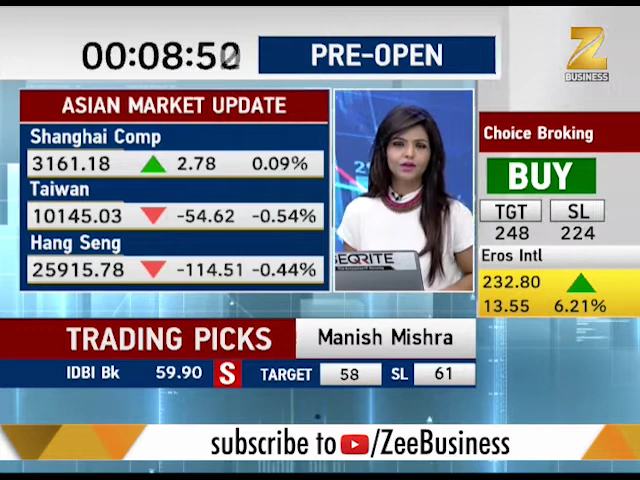 00:08:50
PRE-OPEN
Z
BUSINESS
ASIAN MARKET UPDATE
Shanghai Comp
3161.18 2.78 0.09%
Taiwan
10145.03 -54.62 -0.54%
Hang Seng
25915.78 -114.51 -0.44%
SEQRITE
Choice Broking
BUY
TGT SL
248 224
Eros Intl
232.80
13.55 6.21%
TRADING PICKS
Manish Mishra
IDBI Bk 59.90 S TARGET 58 SL 61
subscribe to /ZeeBusiness